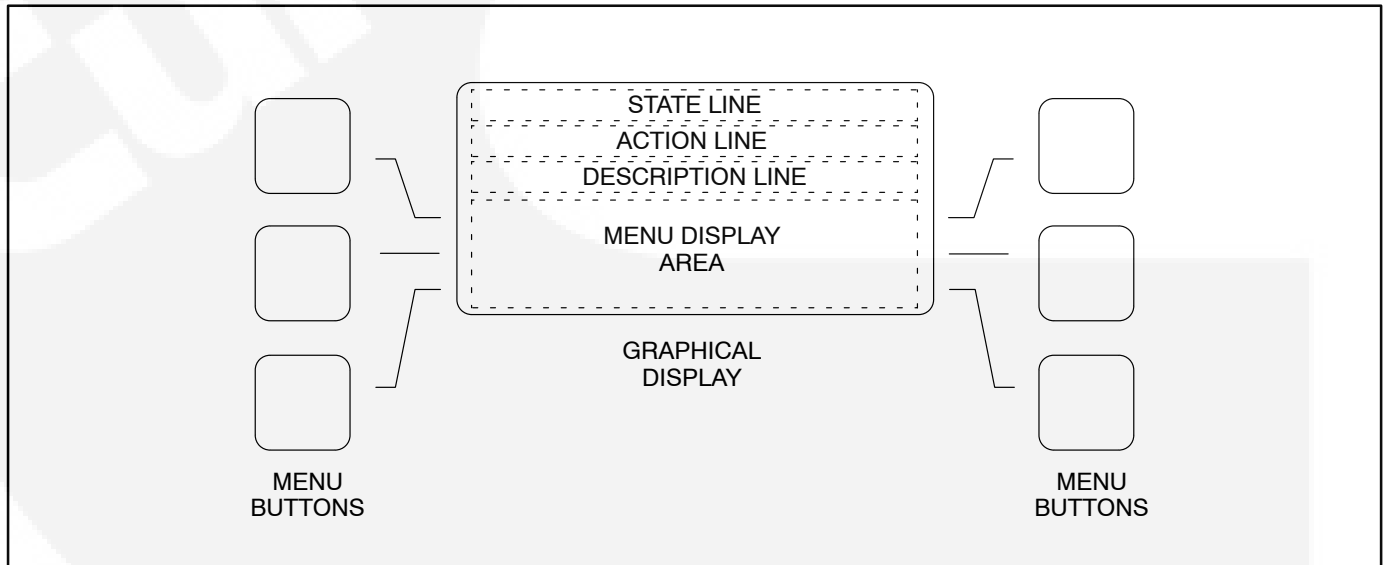 STATE LINE
ACTION LINE
DESCRIPTION LINE
MENU DISPLAY
AREA
GRAPHICAL
DISPLAY
MENU
BUTTONS
MENU
BUTTONS